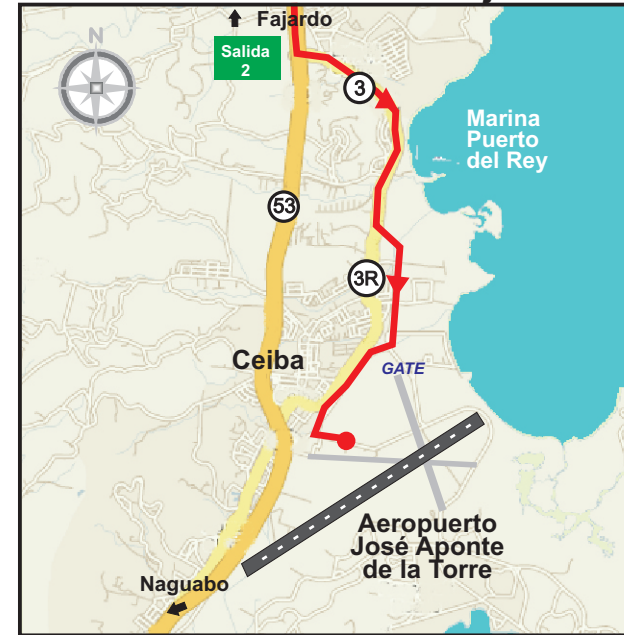 Fajardo
N
Salida
2
3
Marina
Puerto
del Rey
53
3R
Ceiba
GATE
Aeropuerto
José Aponte
de la Torre
Naguabo